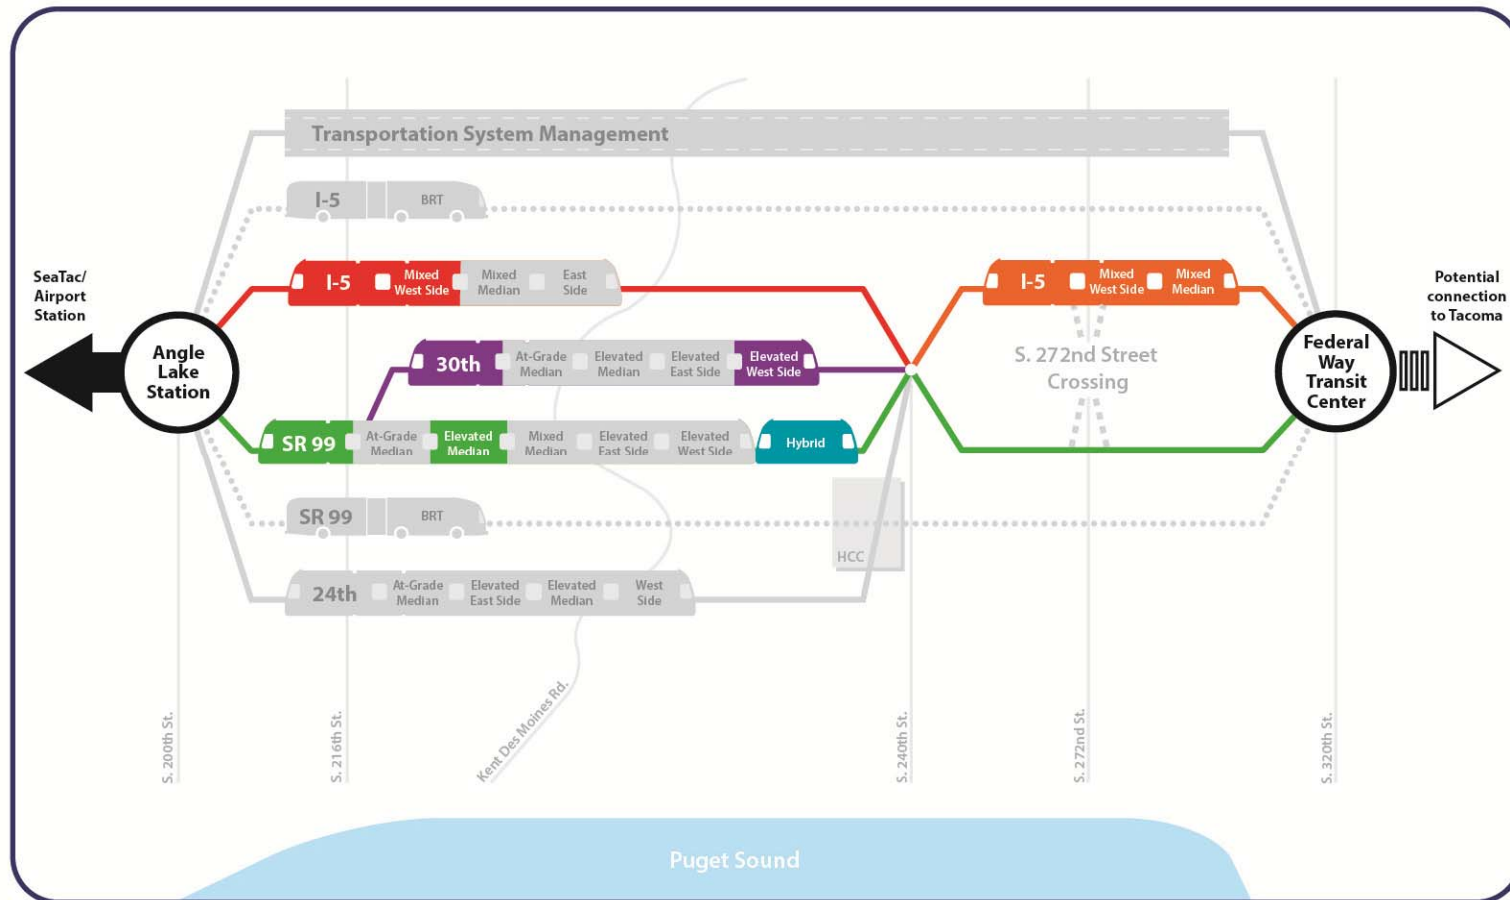 Transportation System Management
I-5
BRT
SeaTac/
Airport
Station
I-5
Mixed
West Side
Mixed
Median
East
Side
I-5
Mixed
West Side
Mixed
Median
Potential
connection
to Tacoma
Angle
Lake
Station
30th
At-Grade
Median
Elevated
Median
Elevated
East Side
Elevated
West Side
S. 272nd Street
Crossing
Federal
Way
Transit
Center
SR 99
At-Grade
Median
Elevated
Median
Mixed
Median
Elevated
East Side
Elevated
West Side
Hybrid
SR 99
BRT
HCC
24th
At-Grade
Median
Elevated
East Side
Elevated
Median
West
Side
S. 200th St.
S. 216th St.
Kent Des Moines Rd.
S. 240th St.
S. 272nd St.
S. 320th St.
Puget Sound